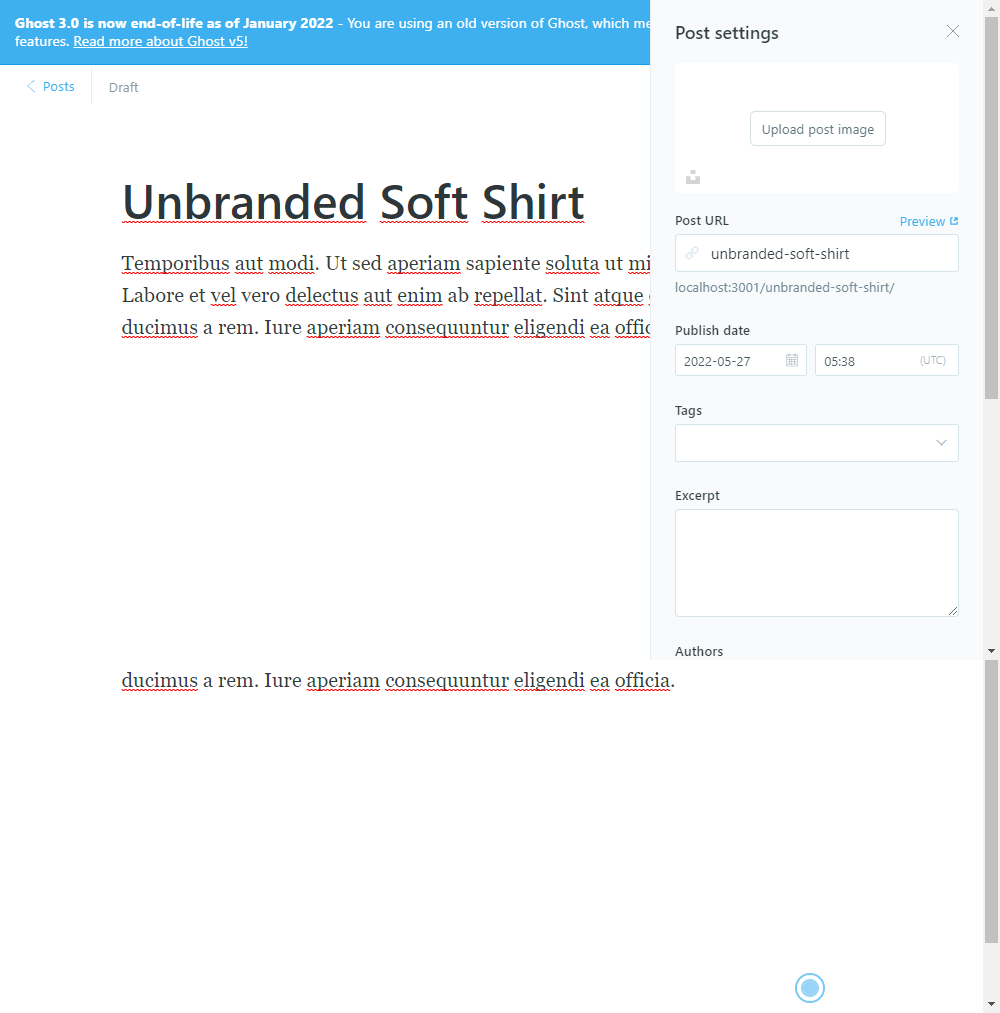 Ghost 3.0 is now end-of-life as of January 2022 - You are using an old version of Ghost, which me
features. Read more about Ghost v5!
Posts
Draft
Unbranded Soft Shirt
Temporibus aut modi. Ut sed aperiam sapiente soluta ut mi
Labore et vel vero delectus aut enim ab repellat. Sint atque
ducimus a rem. Iure aperiam consequuntur eligendi ea offic
ducimus a rem. Iure aperiam consequuntur eligendi ea officia.
Post settings
Upload post image
Post URL
Preview
unbranded-soft-shirt
localhost:3001/unbranded-soft-shirt/
Publish date
2022-05-27
05:38
(UTC)
Tags
Excerpt
Authors